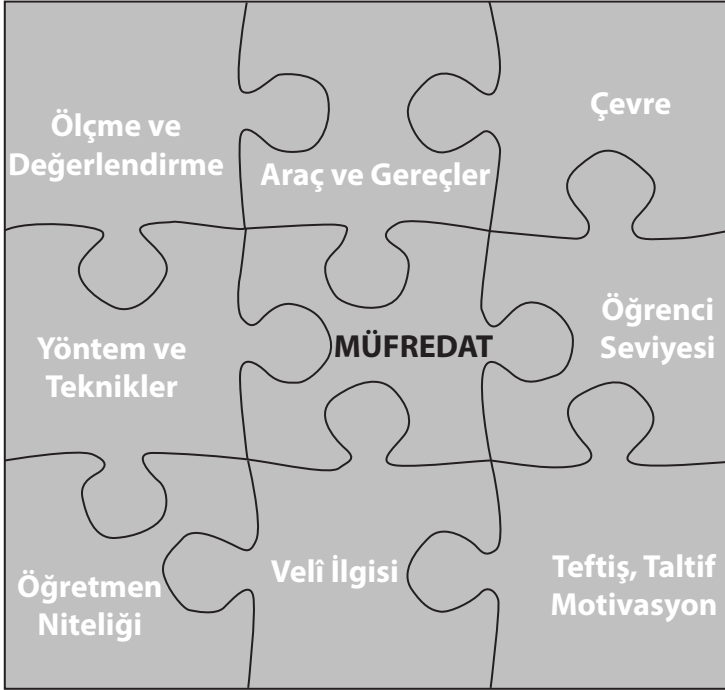 Ölçme ve
Değerlendirme
Araç ve Gereçler
Çevre
Yöntem ve
Teknikler
MÜFREDAT
Öğrenci
Seviyesi
Öğretmen
Niteliği
Velî İlgisi
Teftiş, Taltif
Motivasyon